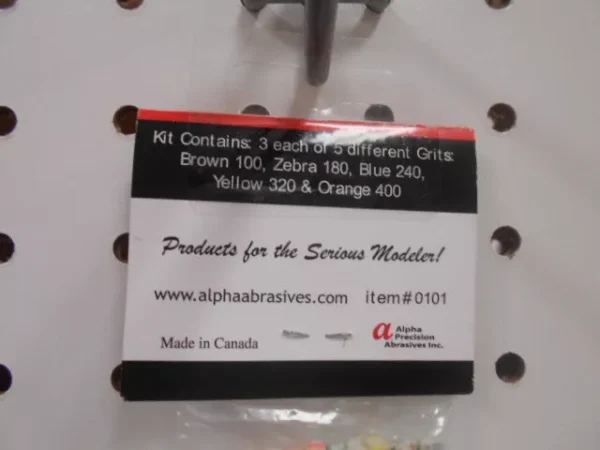 Kit Contains: 3 each of 5 different Grits:
Brown 100, Zebra 180, Blue 240,
Yellow 320 & Orange 400
Products for the Serious Modeler!
www.alphaabrasives.com item#0101
Made in Canada
a Alpha
Precision
Abrasives Inc.